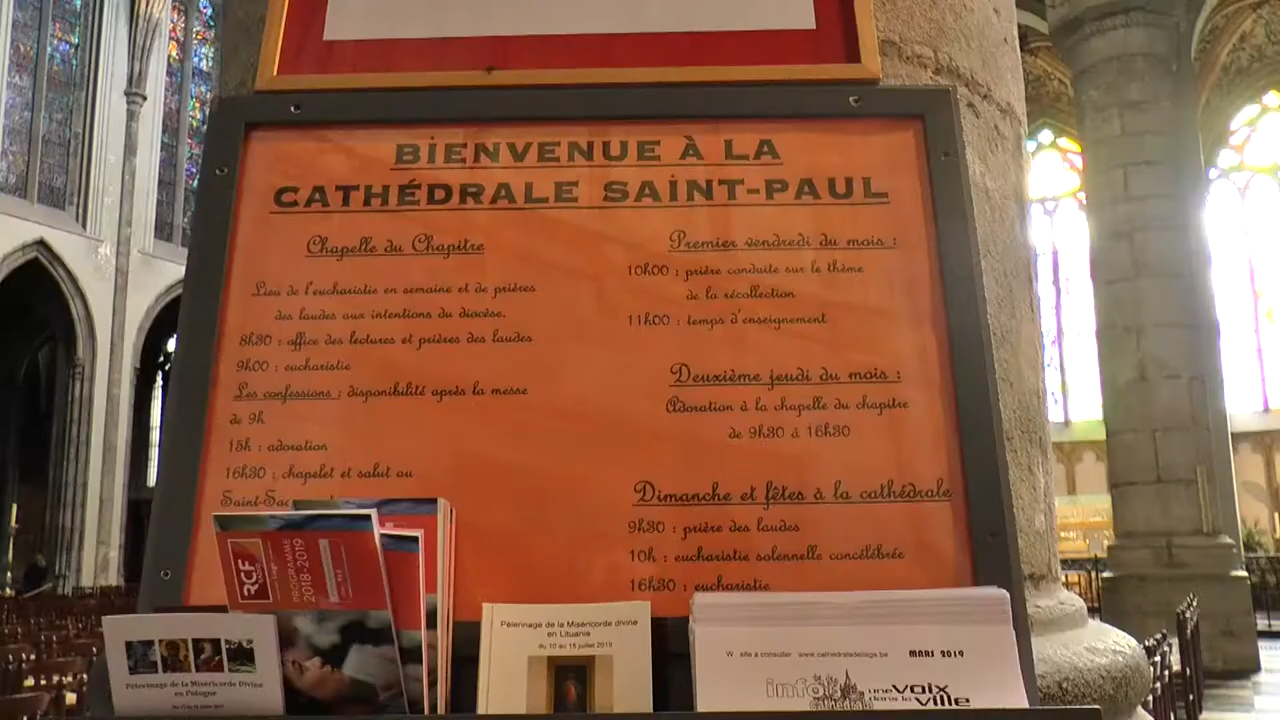 BIENVENUE À LA
CATHÉDRALE SAINT-PAUL
Chapelle du Chapitre
Lieu de l'eucharistie en semaine et de prières
des laudes aux intentions du diocèse.
8h30 : office des lectures et prières des laudes
9h00 : eucharistie
Les confessions : disponibilité après la messe
de 9h
15h : adoration
16h30 : chapelet et salut au
Saint-Sac
Premier vendredi du mois :
10h00 : prière conduite sur le thème
de la récollection
11h00 : temps d'enseignement
Deuxième jeudi du mois :
Adoration à la chapelle du chapitre
de 9h30 à 16h30
Dimanche et fêtes à la cathédrale
9h30 : prière des laudes
10h : eucharistie solennelle concélébrée
16h30 : eucharistie
RCF
RADIO
PROGRAMME
2018-2019
Pèlerinage de la Miséricorde Divine
en Pologne
Pèlerinage de la Miséricorde divine
en Lituanie
du 10 au 15 juillet 2019
site à consulter www.cathedraledeliege.be MARS 2019
info
cathédrale
une voix
dans la ville